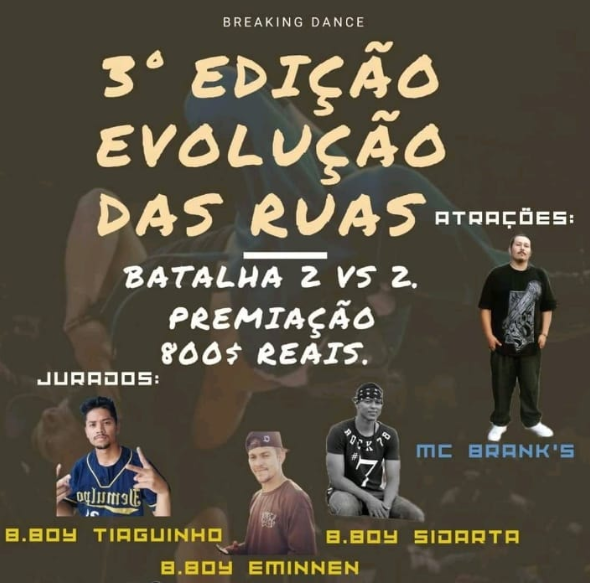 BREAKING DANCE
3° EDIÇÃO
EVOLUÇÃO
DAS RUAS
ATRAÇÕES:
BATALHA 2 VS 2.
PREMIAÇÃO
800$ REAIS.
JURADOS:
MC BRANK'S
B.BOY TIAGUINHO
B.BOY SIDARTA
B.BOY EMINNEN